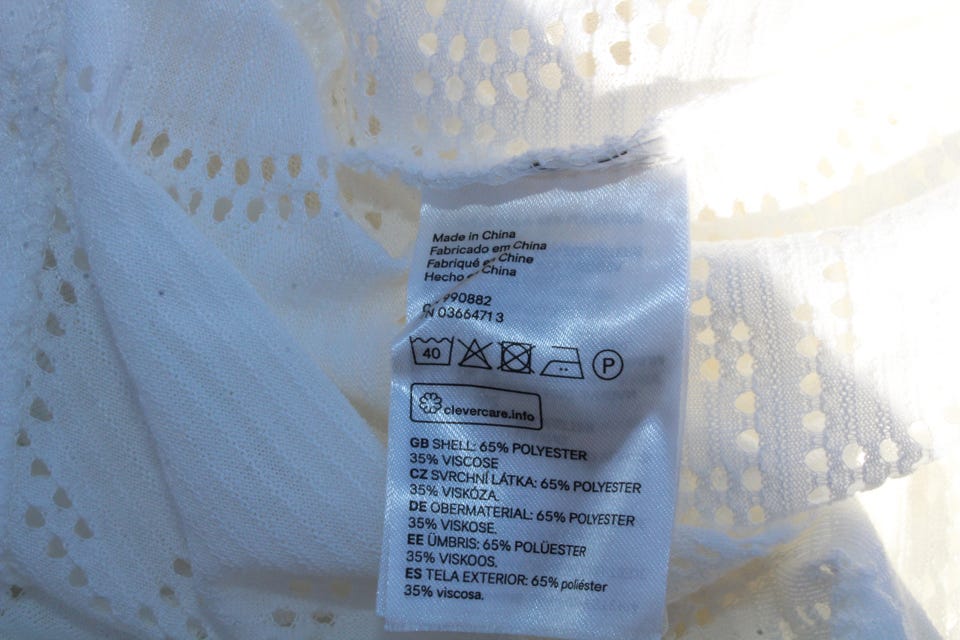 Made in China
Fabricado em China
Fabriqué en Chine
Hecho en China
990882
03664713
40
P
clevercare.info
GB SHELL: 65% POLYESTER
35% VISCOSE
CZ SVRCHNÍ LÁTKA: 65% POLYESTER
35% VISKÓZA.
DE OBERMATERIAL: 65% POLYESTER
35% VISKOSE.
EE ÜMBRIS: 65% POLÜESTER
35% VISKOOS.
ES TELA EXTERIOR: 65% poliéster
35% viscosa.